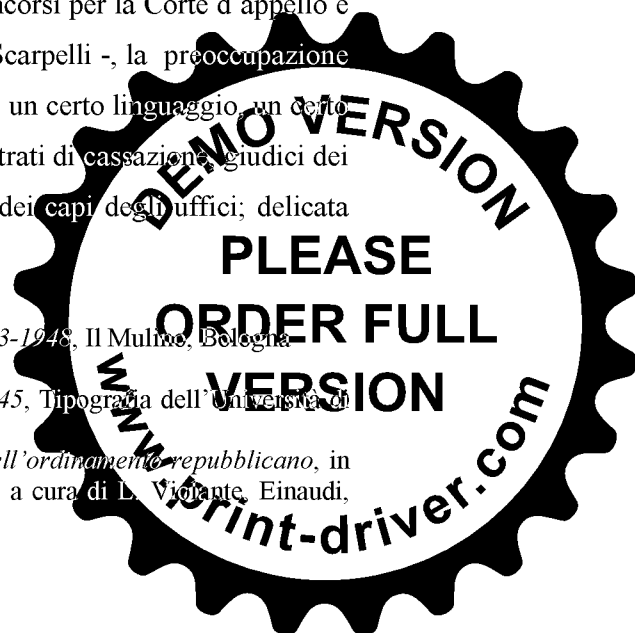 ncorsi per la Corte d'appello e
Scarpelli -, la preoccupazione
un certo linguaggio, un certo
trati di cassazione, giudici dei
dei capi degli uffici; delicata
3-1948, Il Mulino, Bologna
45, Tipografia dell'Università di
ell'ordinamento repubblicano, in
a cura di L. Violante, Einaudi,
DEMO VERSION
PLEASE
ORDER FULL
VERSION
www.print-driver.com